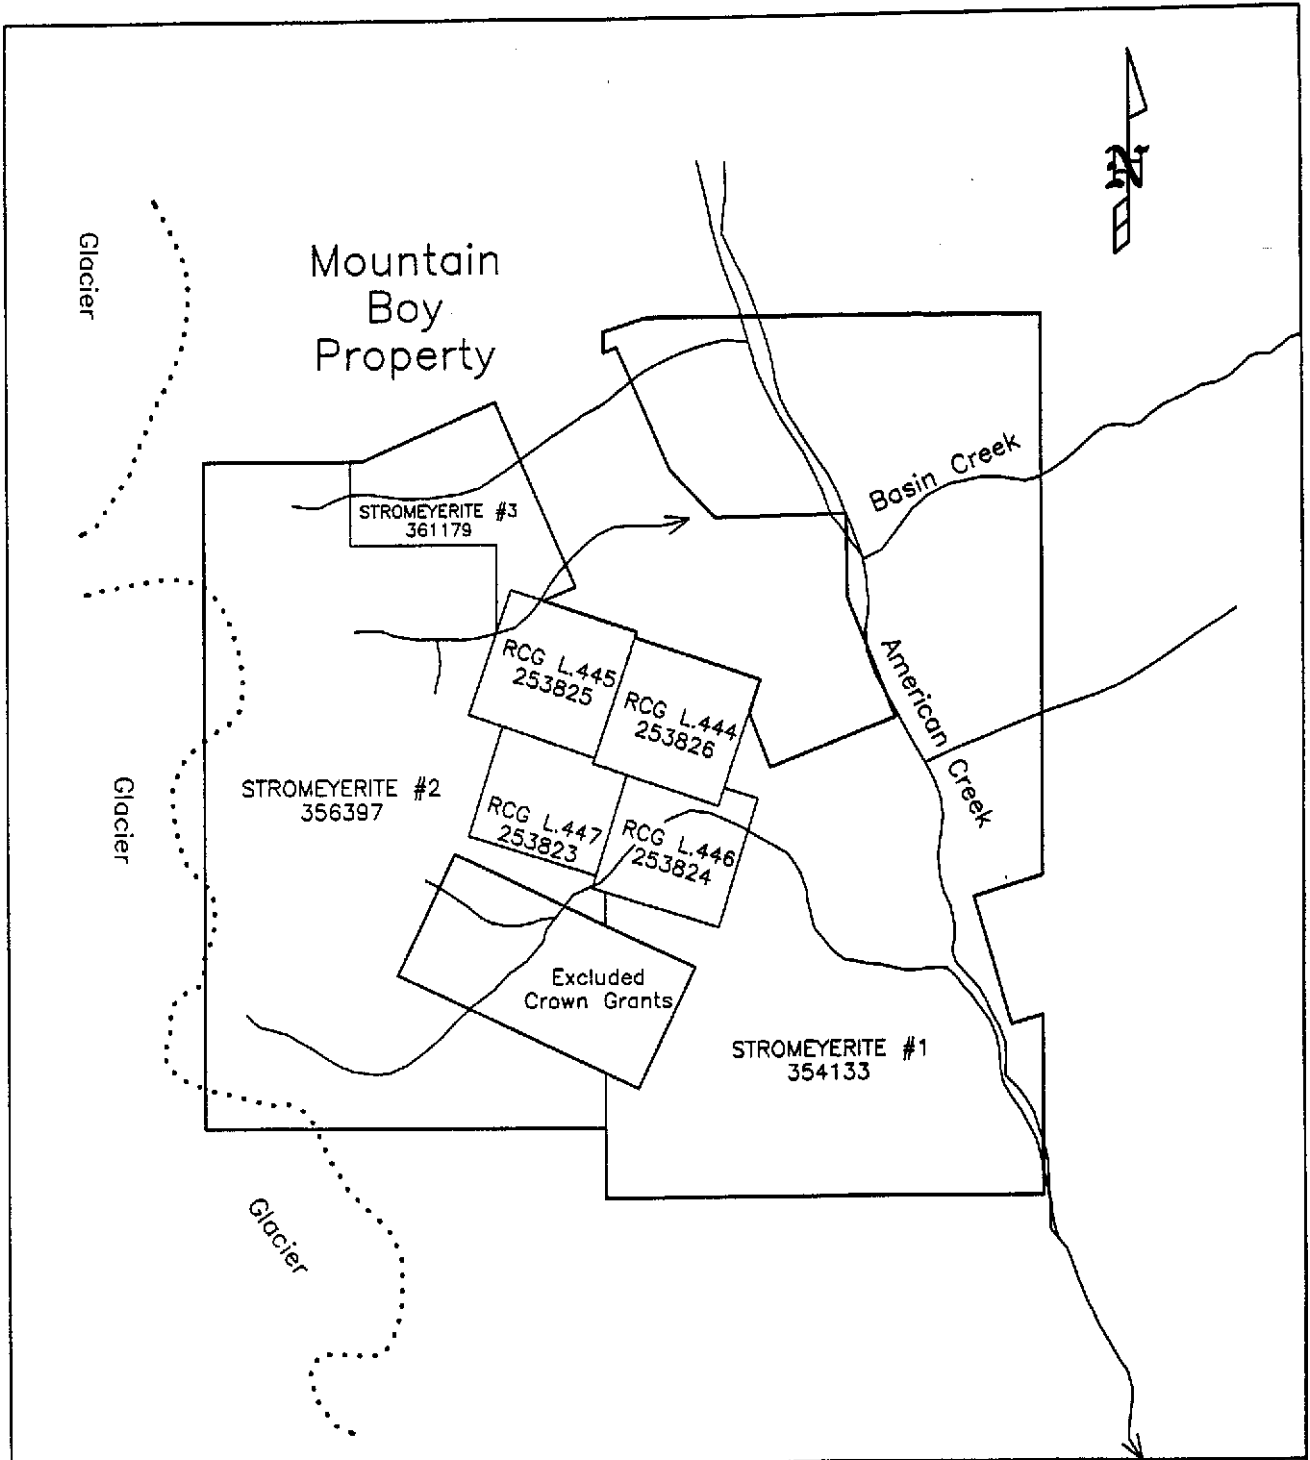 N
Glacier
Mountain
Boy
Property
Basin Creek
STROMEYERITE #3
361179
American Creek
RCG L.445
253825
RCG L.444
253826
Glacier
STROMEYERITE #2
356397
RCG L.447
253823
RCG L.446
253824
Excluded
Crown Grants
STROMEYERITE #1
354133
Glacier